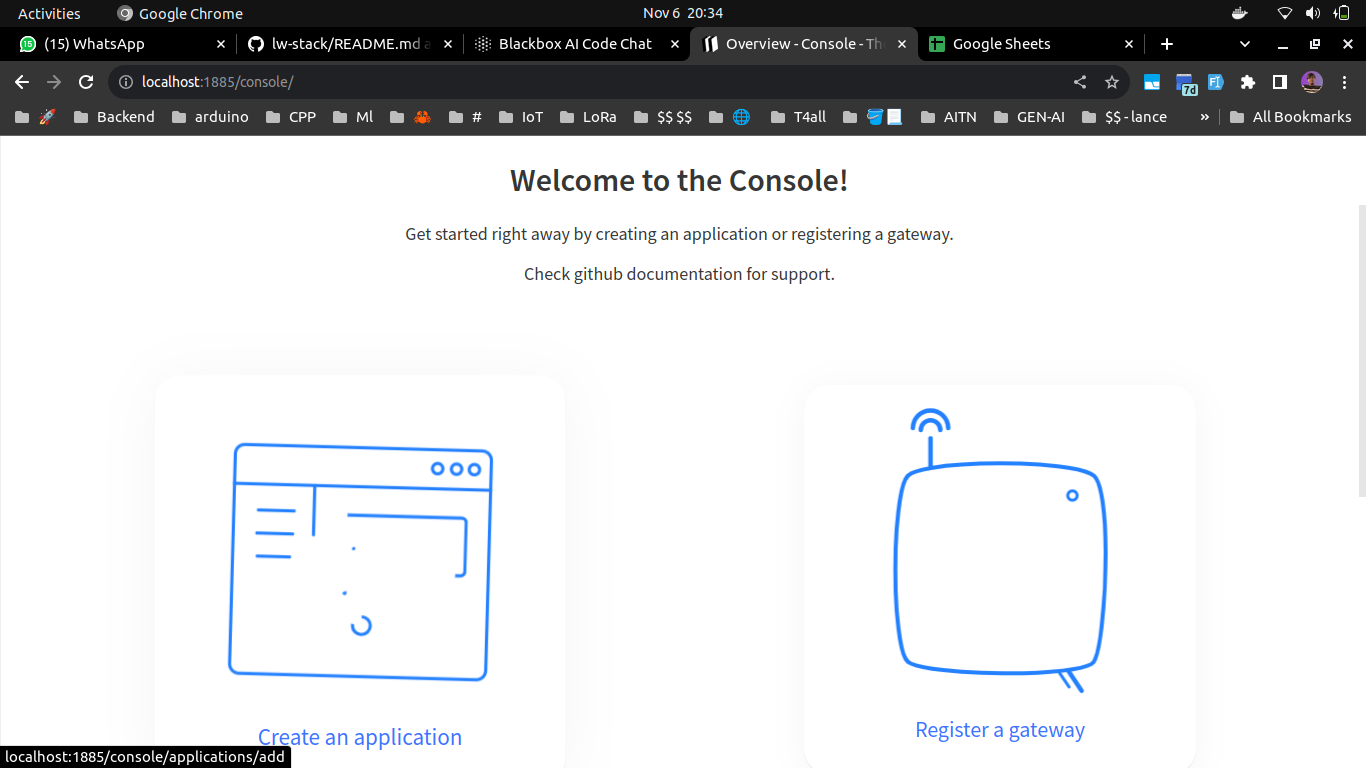 Activities Google Chrome Nov 6 20:34
15 (15) WhatsApp lw-stack/README.md a Blackbox AI Code Chat Overview - Console - Th Google Sheets
localhost:1885/console/ 7d
🚀 Backend arduino CPP Ml 🦀 # IoT LoRa $$ $$ 🌐 T4all 🪣📃 AITN GEN-AI $$ - lance » All Bookmarks
Welcome to the Console!
Get started right away by creating an application or registering a gateway.
Check github documentation for support.
Create an application
Register a gateway
localhost:1885/console/applications/add